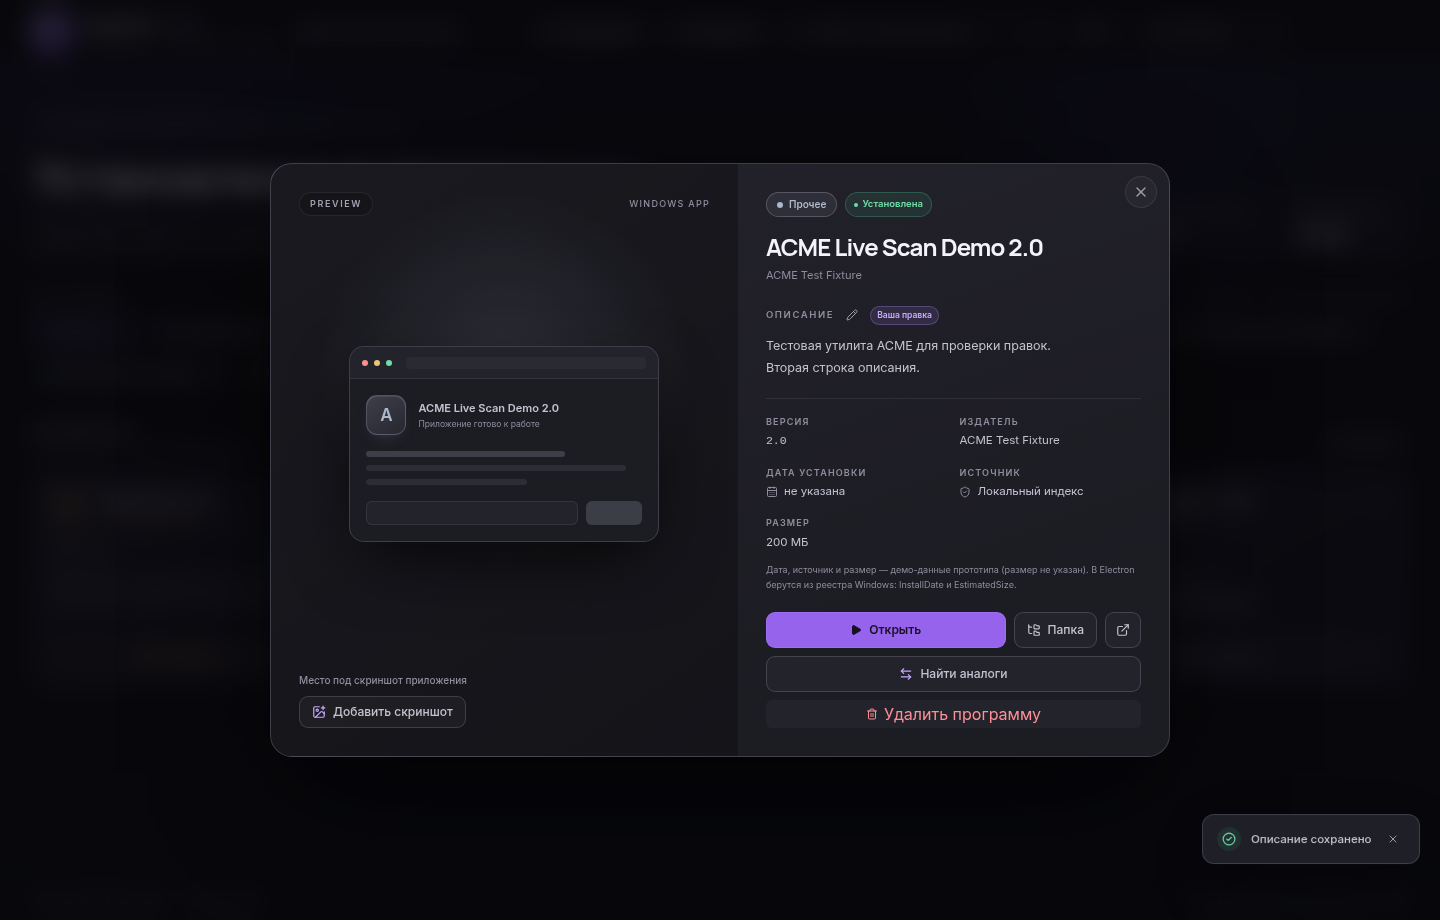 PREVIEW
WINDOWS APP
A
ACME Live Scan Demo 2.0
Приложение готово к работе
Место под скриншот приложения
Добавить скриншот
Прочее
Установлена
ACME Live Scan Demo 2.0
ACME Test Fixture
ОПИСАНИЕ
Ваша правка
Тестовая утилита ACME для проверки правок.
Вторая строка описания.
ВЕРСИЯ
2.0
ИЗДАТЕЛЬ
ACME Test Fixture
ДАТА УСТАНОВКИ
не указана
ИСТОЧНИК
Локальный индекс
РАЗМЕР
200 МБ
Дата, источник и размер — демо-данные прототипа (размер не указан). В Electron
берутся из реестра Windows: InstallDate и EstimatedSize.
Открыть
Папка
Найти аналоги
Удалить программу
Описание сохранено